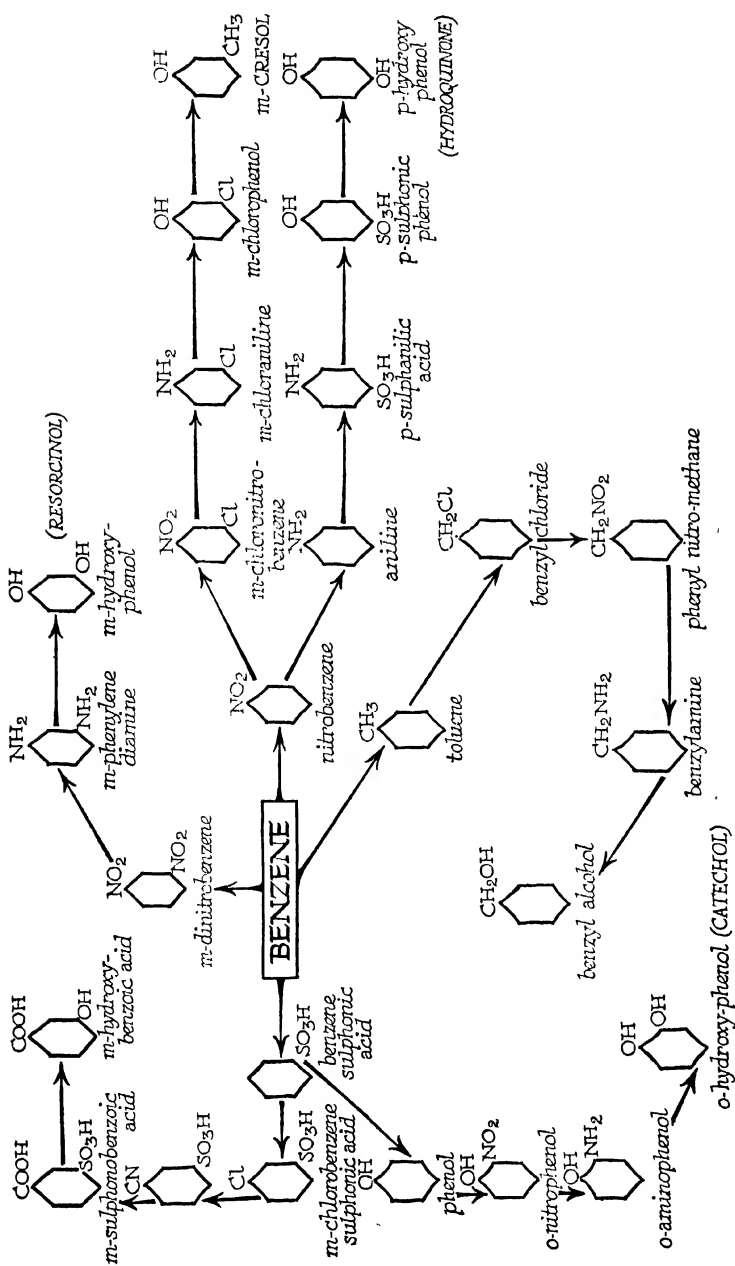 COOH
SO₃H
m-sulphonobenzoic
acid
COOH
OH
m-hydroxy-
benzoic acid
NH₂
NH₂
m-phenylene
diamine
OH
OH
m-hydroxy-
phenol
(RESORCINOL)
CN
SO₃H
NO₂
NO₂
m-dinitrobenzene
Cl
SO₃H
m-chlorobenzene
sulphonic acid
SO₃H
benzene
sulphonic
acid
BENZENE
NO₂
nitrobenzene
NO₂
Cl
m-chloronitro-
benzene
NH₂
Cl
m-chloraniline
OH
Cl
m-chlorophenol
OH
CH₃
m-CRESOL
NH₂
aniline
NH₂
SO₃H
p-sulphanilic
acid
OH
SO₃H
p-sulphonic
phenol
OH
OH
p-hydroxy
phenol
(HYDROQUINONE)
OH
phenol
CH₃
toluene
CH₂Cl
benzyl chloride
OH
NO₂
o-nitrophenol
CH₂OH
benzyl alcohol
CH₂NH₂
benzylamine
CH₂NO₂
phenyl nitro-methane
OH
NH₂
o-aminophenol
OH
OH
o-hydroxy-phenol (CATECHOL)